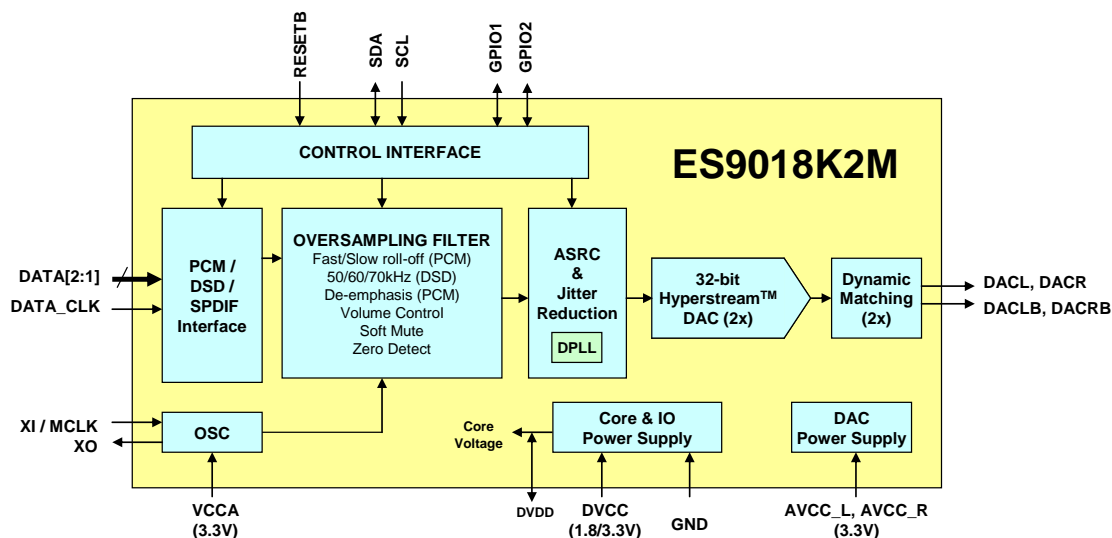 RESETB
SDA
SCL
GPIO1
GPIO2
CONTROL INTERFACE
ES9018K2M
DATA[2:1]
DATA_CLK
PCM /
DSD /
SPDIF
Interface
OVERSAMPLING FILTER
Fast/Slow roll-off (PCM)
50/60/70kHz (DSD)
De-emphasis (PCM)
Volume Control
Soft Mute
Zero Detect
ASRC
&
Jitter
Reduction
DPLL
32-bit
Hyperstream™
DAC (2x)
Dynamic
Matching
(2x)
DACL, DACR
DACLB, DACRB
XI / MCLK
XO
OSC
Core
Voltage
Core & IO
Power Supply
DAC
Power Supply
VCCA
(3.3V)
DVDD
DVCC
(1.8/3.3V)
GND
AVCC_L, AVCC_R
(3.3V)